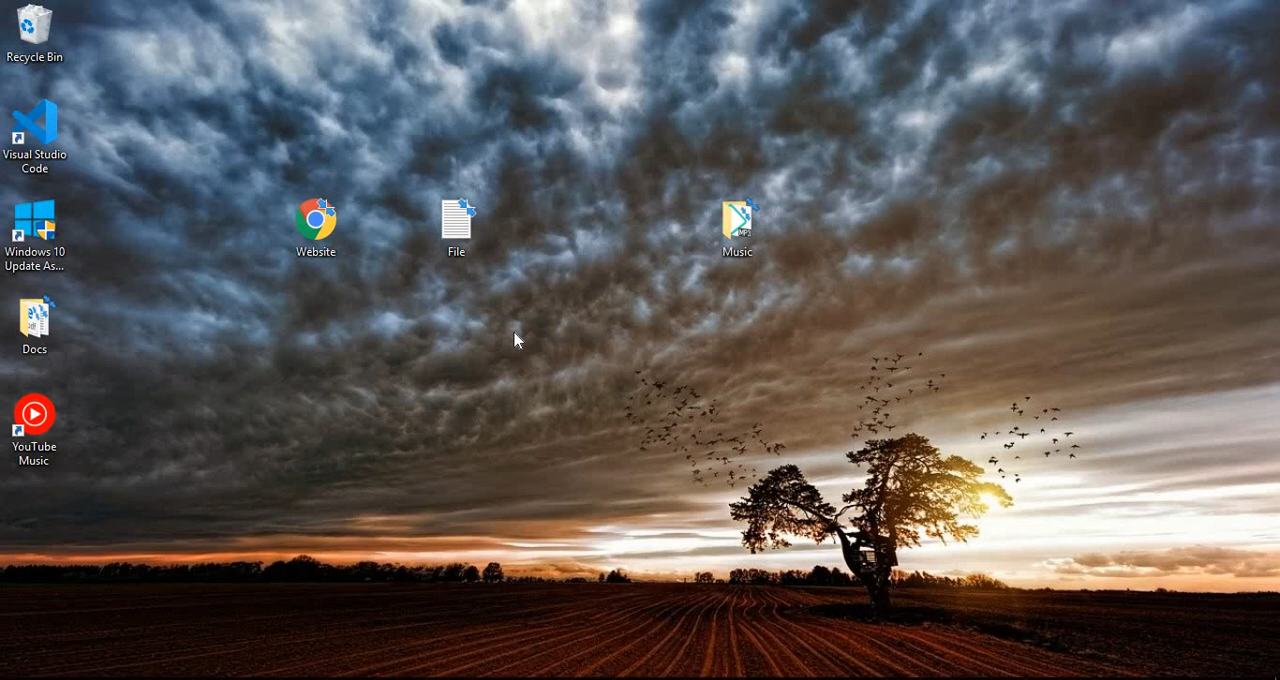 Recycle Bin
Visual Studio
Code
Windows 10
Update As...
Docs
YouTube
Music
Website
File
Music